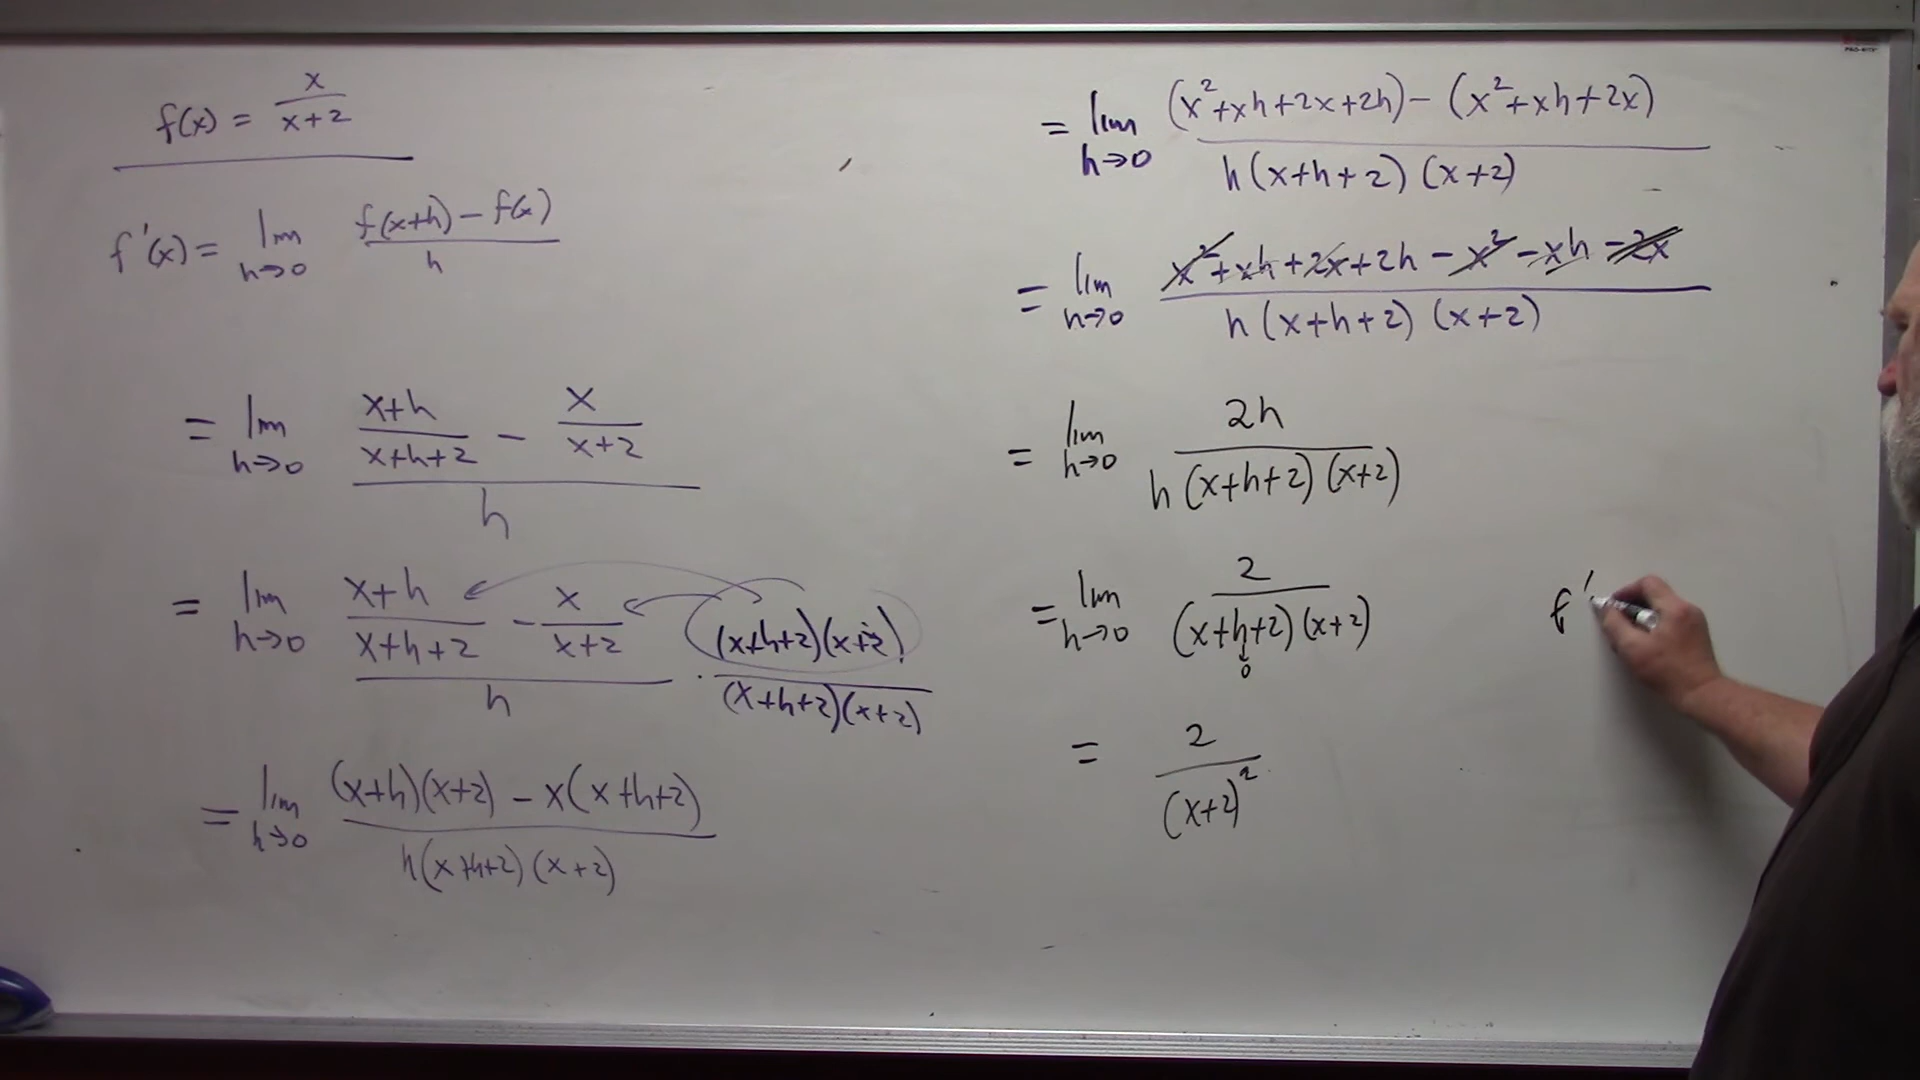 f(x) = x/(x+2)
f'(x) = lim h→0 (f(x+h) − f(x))/h
= lim h→0 ((x+h)/(x+h+2) − x/(x+2))/h
= lim h→0 ((x+h)/(x+h+2) − x/(x+2))/h · ((x+h+2)(x+2))/((x+h+2)(x+2))
= lim h→0 ((x+h)(x+2) − x(x+h+2))/(h(x+h+2)(x+2))
= lim h→0 ((x²+xh+2x+2h) − (x²+xh+2x))/(h(x+h+2)(x+2))
= lim h→0 (x²+xh+2x+2h − x² − xh − 2x)/(h(x+h+2)(x+2))
= lim h→0 2h/(h(x+h+2)(x+2))
= lim h→0 2/((x+h+2)(x+2))
0
= 2/(x+2)²
f'